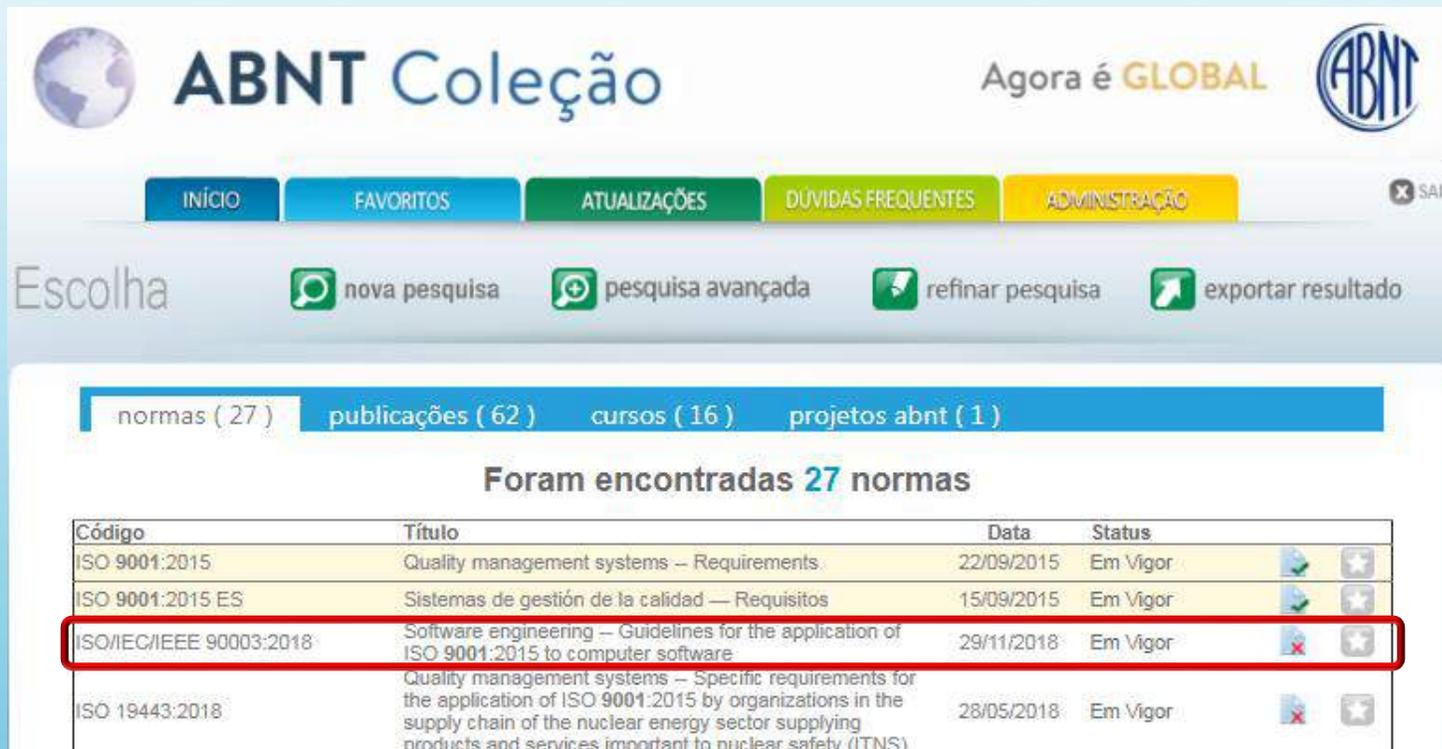 ABNT Coleção
Agora é GLOBAL
ABNT
INÍCIO
FAVORITOS
ATUALIZAÇÕES
DÚVIDAS FREQUENTES
ADMINISTRAÇÃO
SAI
Escolha
nova pesquisa
pesquisa avançada
refinar pesquisa
exportar resultado
normas ( 27 )
publicações ( 62 )
cursos ( 16 )
projetos abnt ( 1 )
Foram encontradas 27 normas
Código Título Data Status
ISO 9001:2015 Quality management systems -- Requirements 22/09/2015 Em Vigor
ISO 9001:2015 ES Sistemas de gestión de la calidad — Requisitos 15/09/2015 Em Vigor
ISO/IEC/IEEE 90003:2018 Software engineering -- Guidelines for the application of
ISO 9001:2015 to computer software 29/11/2018 Em Vigor
Quality management systems -- Specific requirements for
the application of ISO 9001:2015 by organizations in the
ISO 19443:2018 supply chain of the nuclear energy sector supplying 28/05/2018 Em Vigor
products and services important to nuclear safety (ITNS)